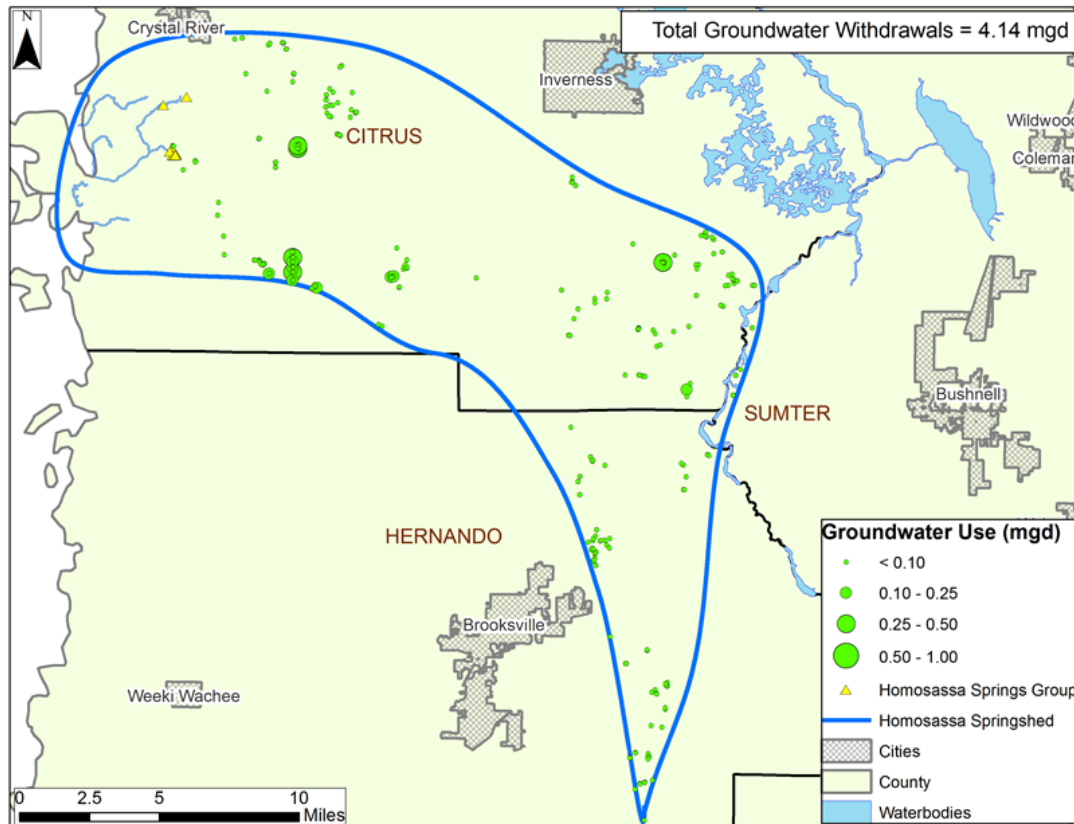 N
Crystal River
Total Groundwater Withdrawals = 4.14 mgd
Inverness
CITRUS
Wildwood
Coleman
SUMTER
Bushnell
HERNANDO
Brooksville
Weeki Wachee
Groundwater Use (mgd)
< 0.10
0.10 - 0.25
0.25 - 0.50
0.50 - 1.00
Homosassa Springs Group
Homosassa Springshed
Cities
County
Waterbodies
0 2.5 5 10
Miles